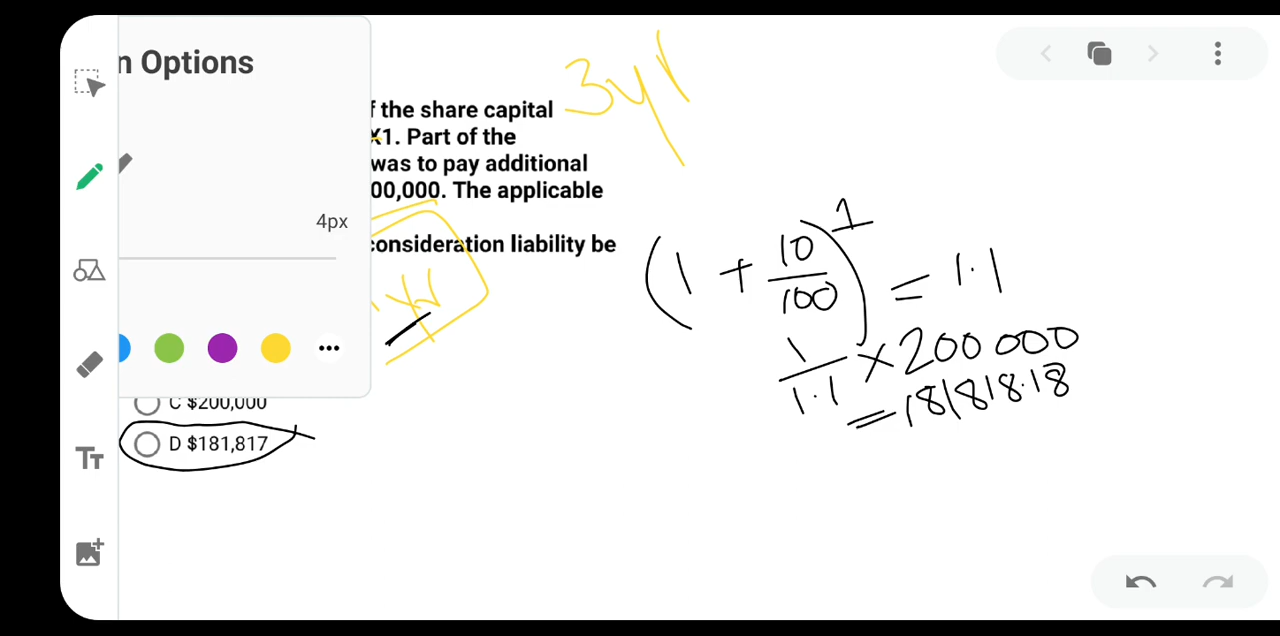 n Options
3yr
f the share capital
X1. Part of the
was to pay additional
00,000. The applicable
4px
consideration liability be
(1 + 10/100)^1 = 1.1
1/1.1 × 200 000
= 181818.18
C $200,000
D $181,817
TT